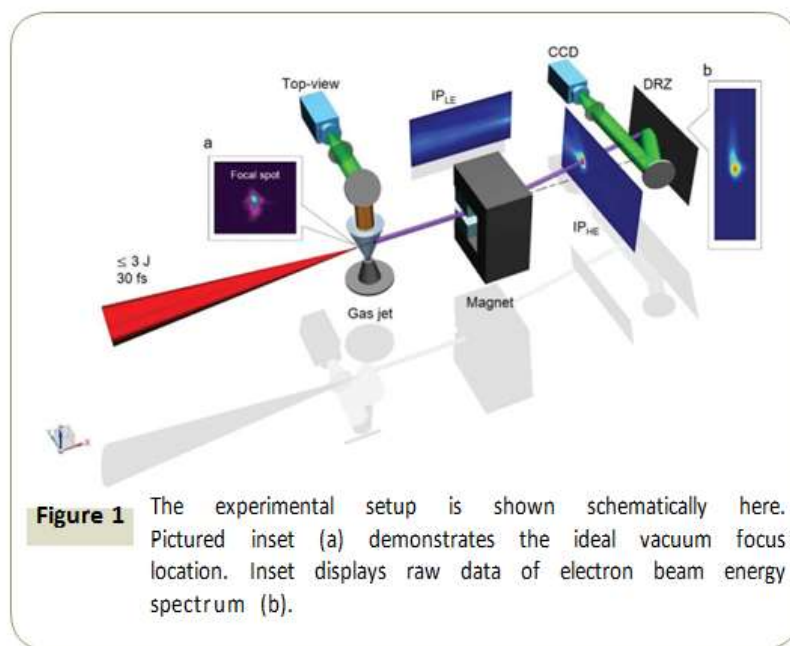 CCD
Top-view
IP_LE
DRZ
b
a
Focal spot
≤ 3 J
30 fs
IP_HE
Gas jet
Magnet
Figure 1
The experimental setup is shown schematically here.
Pictured inset (a) demonstrates the ideal vacuum focus
location. Inset displays raw data of electron beam energy
spectrum (b).